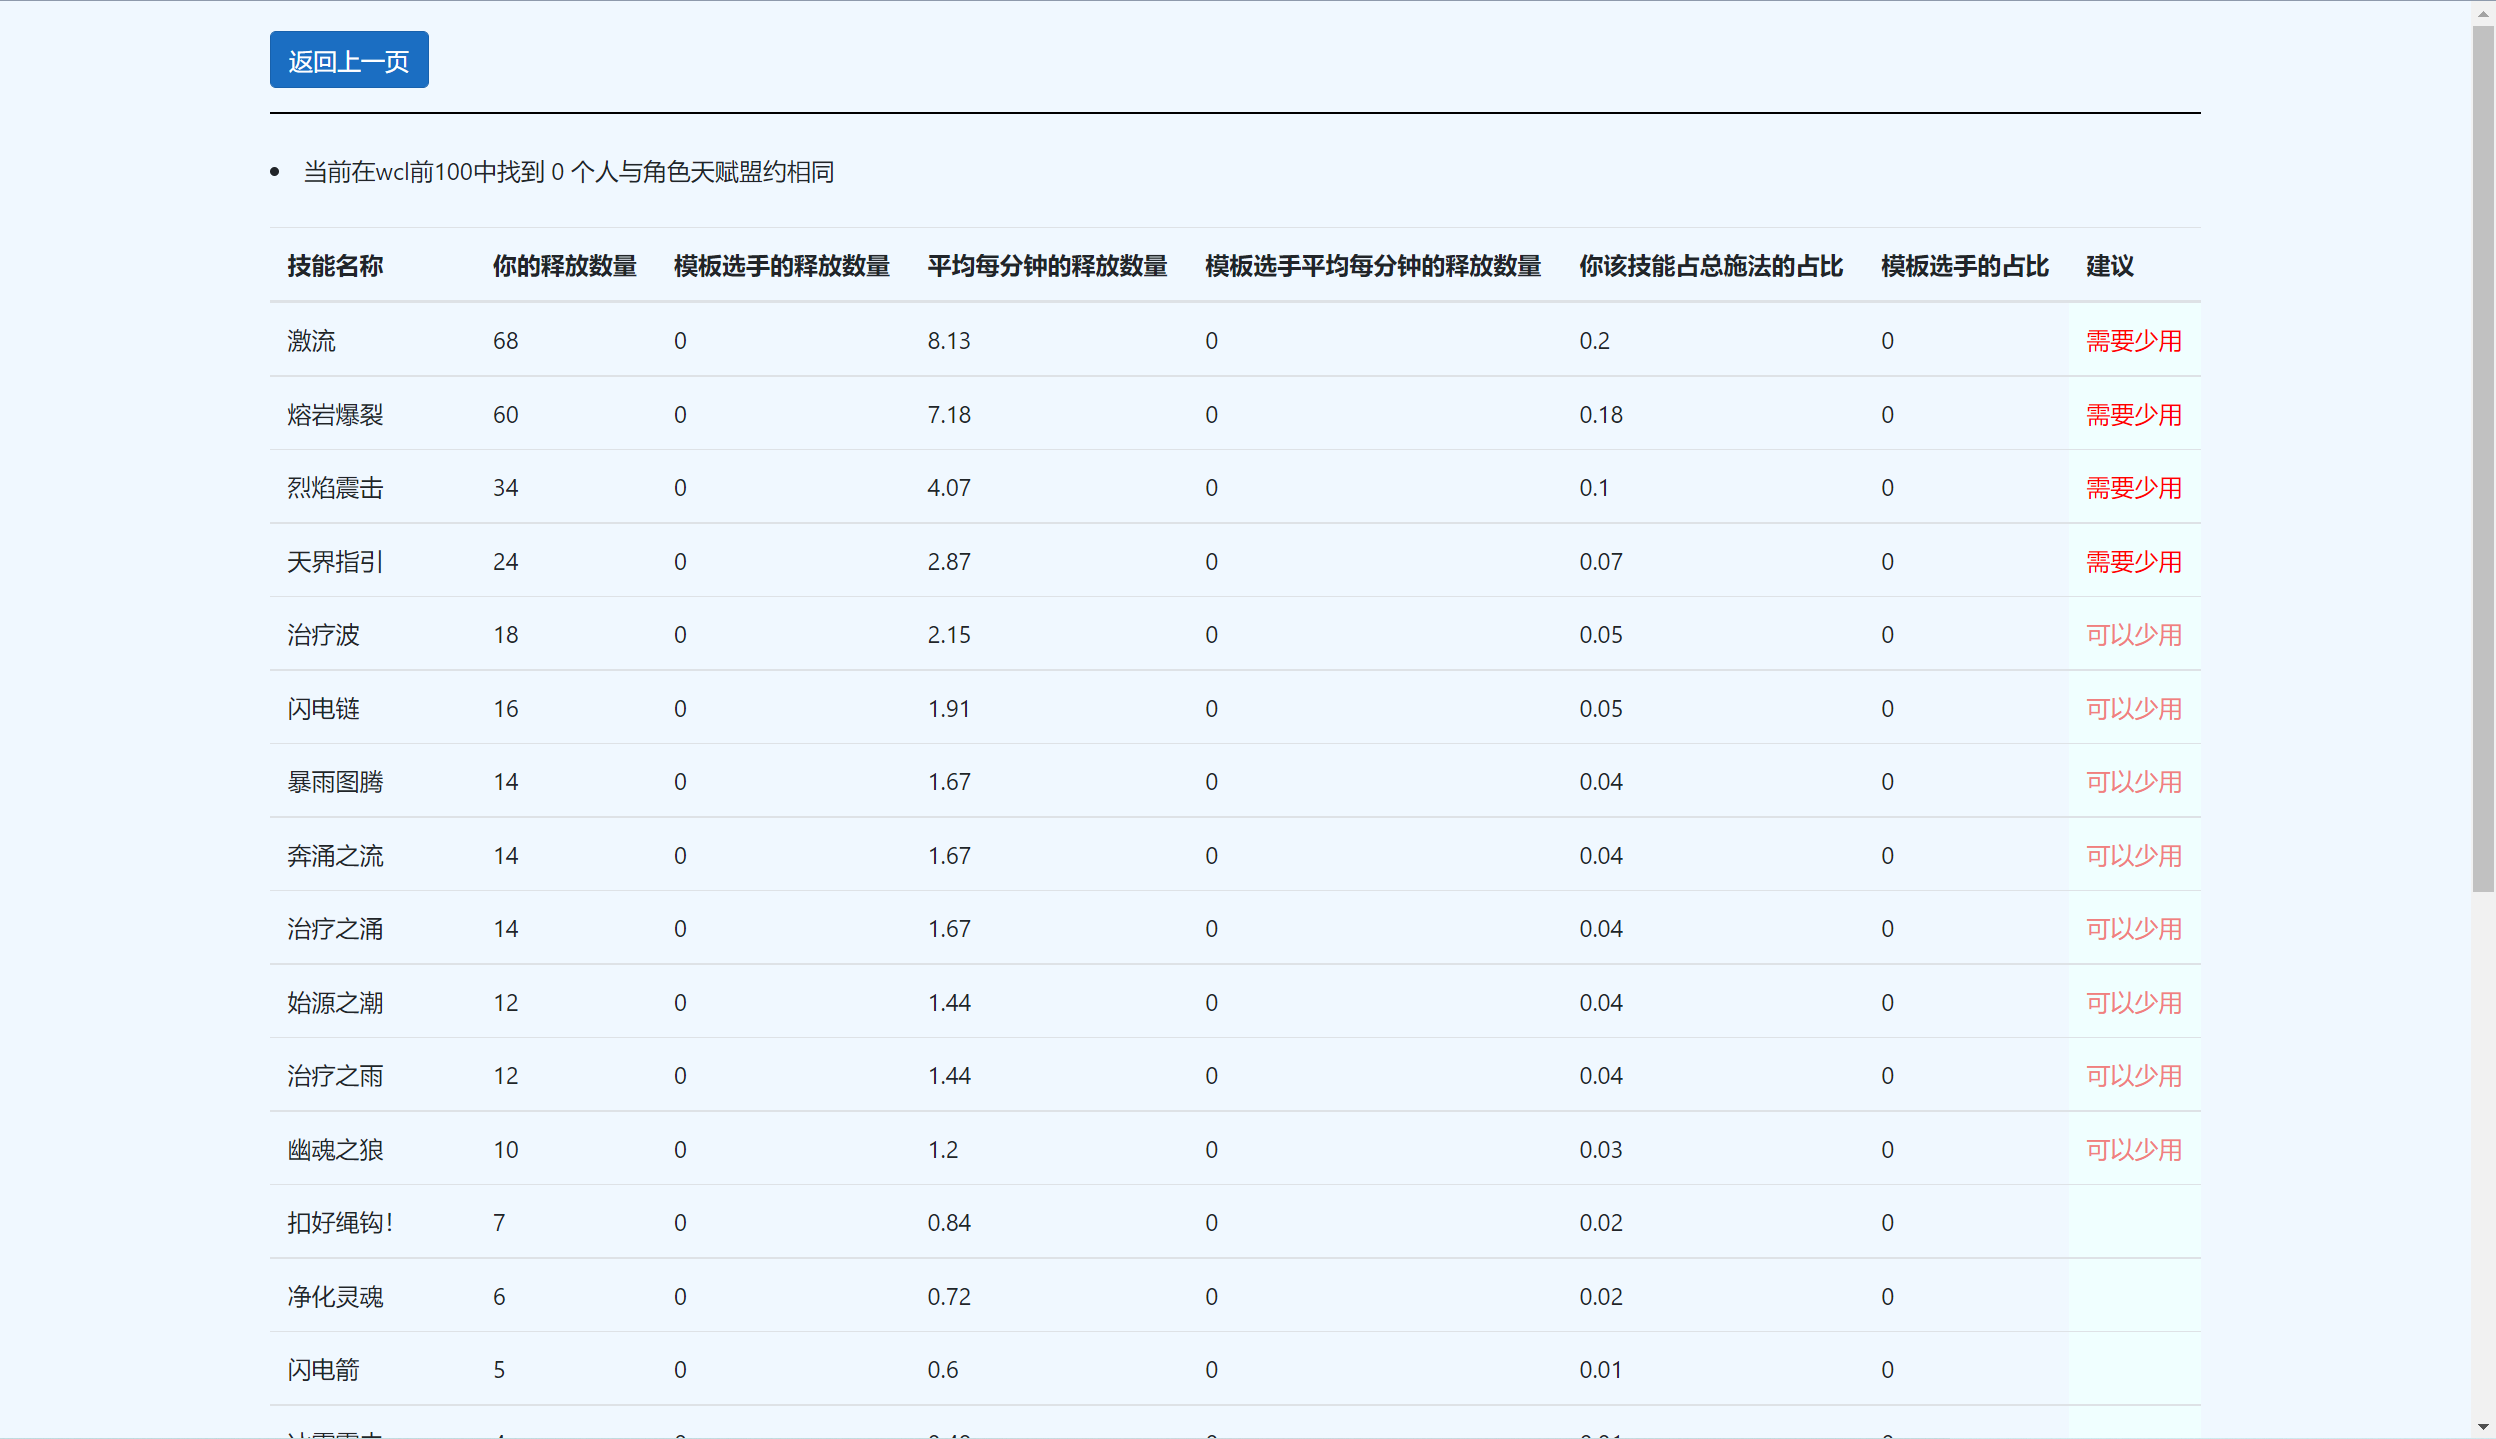 返回上一页
当前在wcl前100中找到 0 个人与角色天赋盟约相同
技能名称 你的释放数量 模板选手的释放数量 平均每分钟的释放数量 模板选手平均每分钟的释放数量 你该技能占总施法的占比 模板选手的占比 建议
激流 68 0 8.13 0 0.2 0 需要少用
熔岩爆裂 60 0 7.18 0 0.18 0 需要少用
烈焰震击 34 0 4.07 0 0.1 0 需要少用
天界指引 24 0 2.87 0 0.07 0 需要少用
治疗波 18 0 2.15 0 0.05 0 可以少用
闪电链 16 0 1.91 0 0.05 0 可以少用
暴雨图腾 14 0 1.67 0 0.04 0 可以少用
奔涌之流 14 0 1.67 0 0.04 0 可以少用
治疗之涌 14 0 1.67 0 0.04 0 可以少用
始源之潮 12 0 1.44 0 0.04 0 可以少用
治疗之雨 12 0 1.44 0 0.04 0 可以少用
幽魂之狼 10 0 1.2 0 0.03 0 可以少用
扣好绳钩！ 7 0 0.84 0 0.02 0
净化灵魂 6 0 0.72 0 0.02 0
闪电箭 5 0 0.6 0 0.01 0